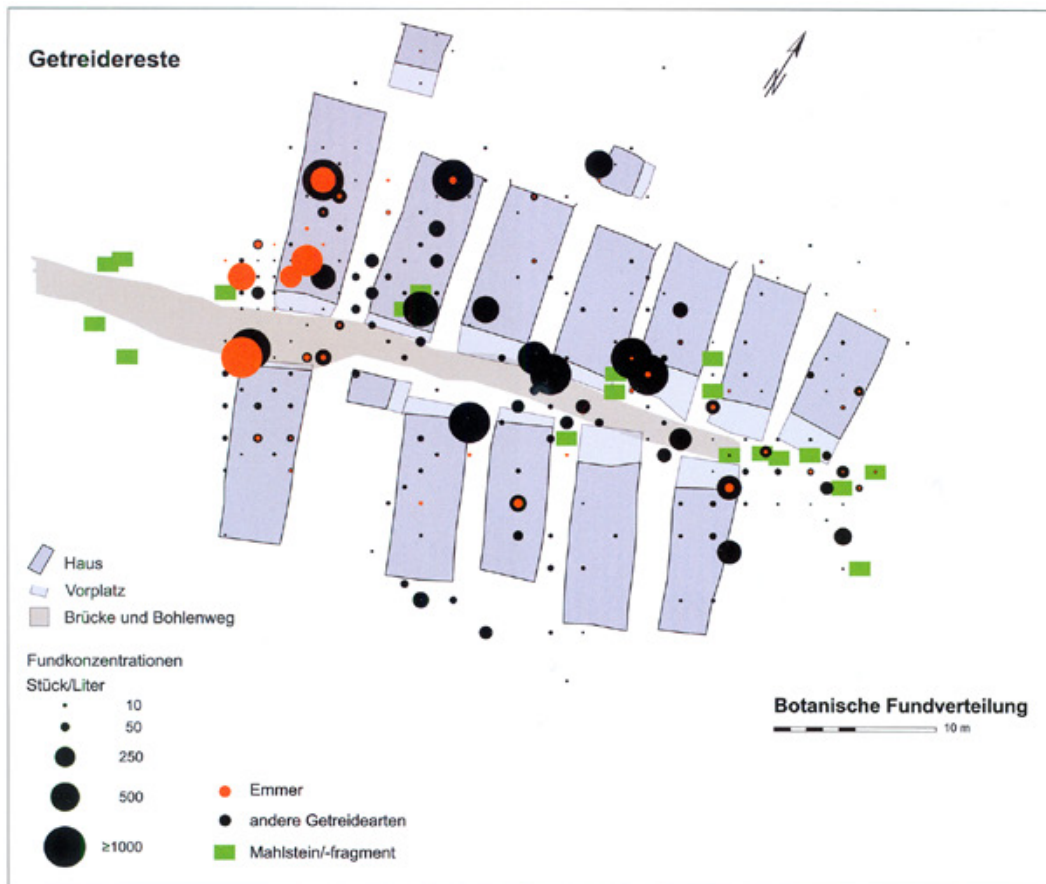 Getreidereste
N
Haus
Vorplatz
Brücke und Bohlenweg
Fundkonzentrationen
Stück/Liter
10
50
250
500
≥1000
Emmer
andere Getreidearten
Mahlstein/-fragment
Botanische Fundverteilung
10 m